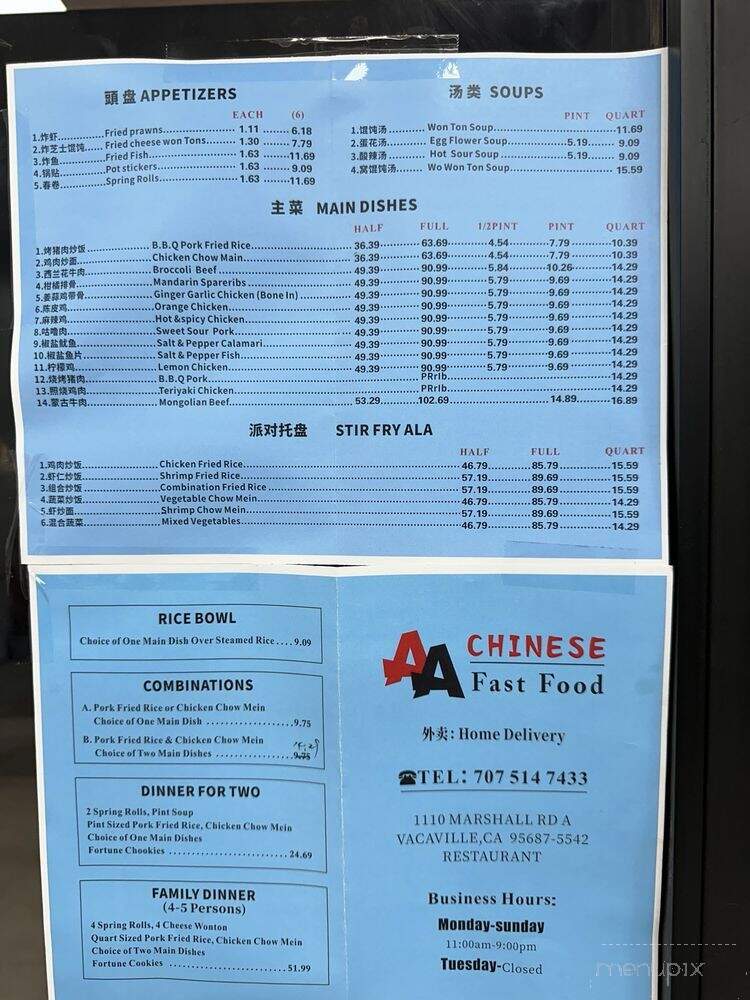 頭盘 APPETIZERS
EACH (6)
1.炸虾 Fried prawns 1.11 6.18
2.炸芝士馄饨 Fried cheese won Tons 1.30 7.79
3.炸鱼 Fried Fish 1.63 11.69
4.锅贴 Pot stickers 1.63 9.09
5.春卷 Spring Rolls 1.63 11.69
汤类 SOUPS
PINT QUART
1.馄饨汤 Won Ton Soup 11.69
2.蛋花汤 Egg Flower Soup 5.19 9.09
3.酸辣汤 Hot Sour Soup 5.19 9.09
4.窝馄饨汤 Wo Won Ton Soup 15.59
主菜 MAIN DISHES
HALF FULL 1/2PINT PINT QUART
1.烤猪肉炒饭 B.B.Q Pork Fried Rice 36.39 63.69 4.54 7.79 10.39
2.鸡肉炒面 Chicken Chow Main 36.39 63.69 4.54 7.79 10.39
3.西兰花牛肉 Broccoli Beef 49.39 90.99 5.84 10.26 14.29
4.柑橘排骨 Mandarin Spareribs 49.39 90.99 5.79 9.69 14.29
5.姜蒜鸡带骨 Ginger Garlic Chicken (Bone In) 49.39 90.99 5.79 9.69 14.29
6.陈皮鸡 Orange Chicken 49.39 90.99 5.79 9.69 14.29
7.麻辣鸡 Hot &spicy Chicken 49.39 90.99 5.79 9.69 14.29
8.咕噜肉 Sweet Sour Pork 49.39 90.99 5.79 9.69 14.29
9.椒盐鱿鱼 Salt & Pepper Calamari 49.39 90.99 5.79 9.69 14.29
10.椒盐鱼片 Salt & Pepper Fish 49.39 90.99 5.79 9.69 14.29
11.柠檬鸡 Lemon Chicken 49.39 90.99 5.79 9.69 14.29
12.烧烤猪肉 B.B.Q Pork PRrlb 14.29
13.照烧鸡肉 Teriyaki Chicken PRrlb 14.29
14.蒙古牛肉 Mongolian Beef 53.29 102.69 14.89 16.89
派对托盘 STIR FRY ALA
HALF FULL QUART
1.鸡肉炒饭 Chicken Fried Rice 46.79 85.79 15.59
2.虾仁炒饭 Shrimp Fried Rice 57.19 89.69 15.59
3.组合炒饭 Combination Fried Rice 57.19 89.69 15.59
4.蔬菜炒饭 Vegetable Chow Mein 46.79 85.79 14.29
5.虾炒面 Shrimp Chow Mein 57.19 89.69 15.59
6.混合蔬菜 Mixed Vegetables 46.79 85.79 14.29
RICE BOWL
Choice of One Main Dish Over Steamed Rice .... 9.09
COMBINATIONS
A. Pork Fried Rice or Chicken Chow Mein
Choice of One Main Dish 9.75
B. Pork Fried Rice & Chicken Chow Mein
Choice of Two Main Dishes 9.75
DINNER FOR TWO
2 Spring Rolls, Pint Soup
Pint Sized Pork Fried Rice, Chicken Chow Mein
Choice of One Main Dishes
Fortune Chookies 24.69
FAMILY DINNER
(4-5 Persons)
4 Spring Rolls, 4 Cheese Wonton
Quart Sized Pork Fried Rice, Chicken Chow Mein
Choice of Two Main Dishes
Fortune Cookies 51.99
AA CHINESE
Fast Food
外卖: Home Delivery
☎TEL: 707 514 7433
1110 MARSHALL RD A
VACAVILLE,CA 95687-5542
RESTAURANT
Business Hours:
Monday-sunday
11:00am-9:00pm
Tuesday-Closed
menupix